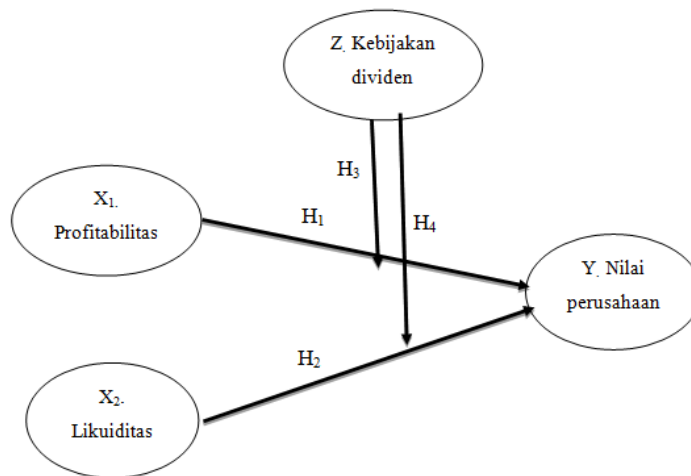 Z. Kebijakan
dividen
H3
X1.
Profitabilitas
H1
H4
Y. Nilai
perusahaan
H2
X2.
Likuiditas